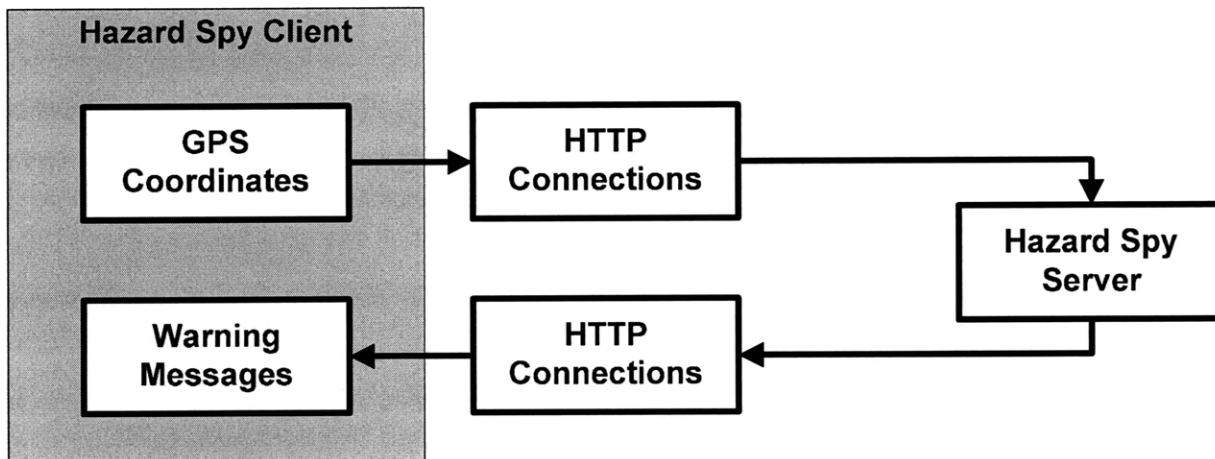 Hazard Spy Client
GPS
Coordinates
HTTP
Connections
Hazard Spy
Server
Warning
Messages
HTTP
Connections